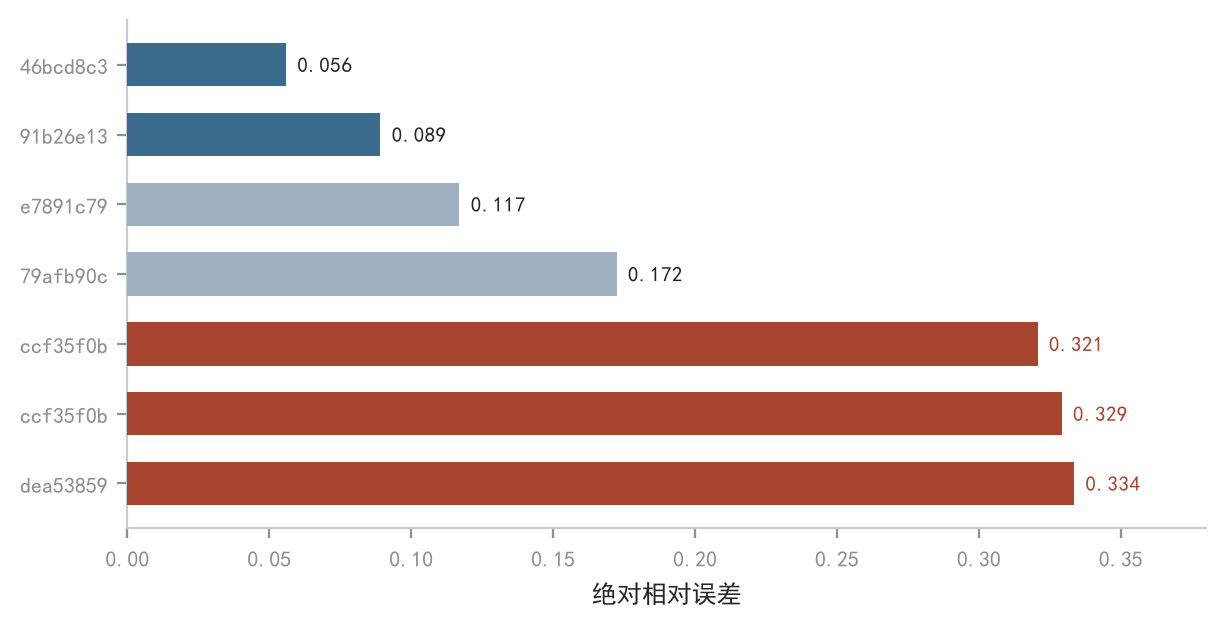 46bcd8c3 0.056
91b26e13 0.089
e7891c79 0.117
79afb90c 0.172
ccf35f0b 0.321
ccf35f0b 0.329
dea53859 0.334
0.00 0.05 0.10 0.15 0.20 0.25 0.30 0.35
绝对相对误差